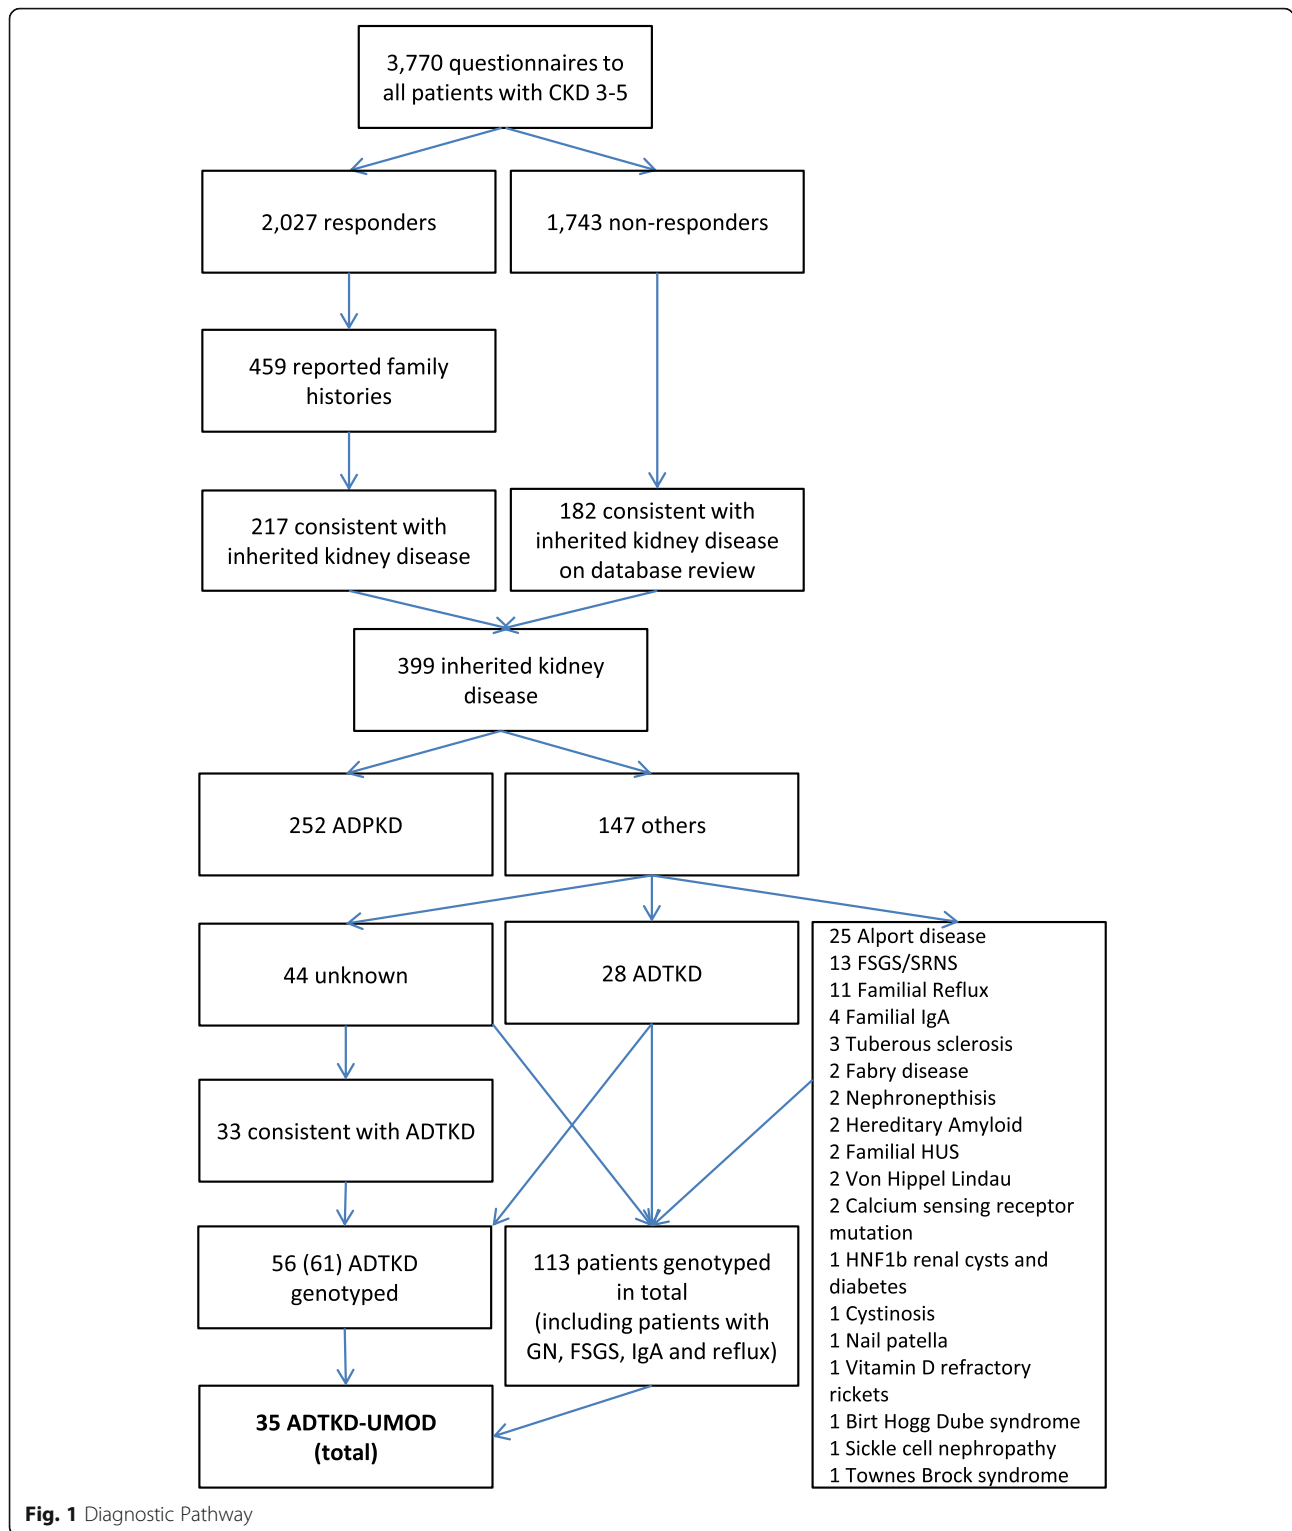 3,770 questionnaires to
all patients with CKD 3-5
2,027 responders
1,743 non-responders
459 reported family
histories
217 consistent with
inherited kidney disease
182 consistent with
inherited kidney disease
on database review
399 inherited kidney
disease
252 ADPKD
147 others
44 unknown
28 ADTKD
25 Alport disease
13 FSGS/SRNS
11 Familial Reflux
4 Familial IgA
3 Tuberous sclerosis
2 Fabry disease
2 Nephronepthisis
2 Hereditary Amyloid
2 Familial HUS
2 Von Hippel Lindau
2 Calcium sensing receptor
mutation
1 HNF1b renal cysts and
diabetes
1 Cystinosis
1 Nail patella
1 Vitamin D refractory
rickets
1 Birt Hogg Dube syndrome
1 Sickle cell nephropathy
1 Townes Brock syndrome
33 consistent with ADTKD
56 (61) ADTKD
genotyped
113 patients genotyped
in total
(including patients with
GN, FSGS, IgA and reflux)
35 ADTKD-UMOD
(total)
Fig. 1 Diagnostic Pathway